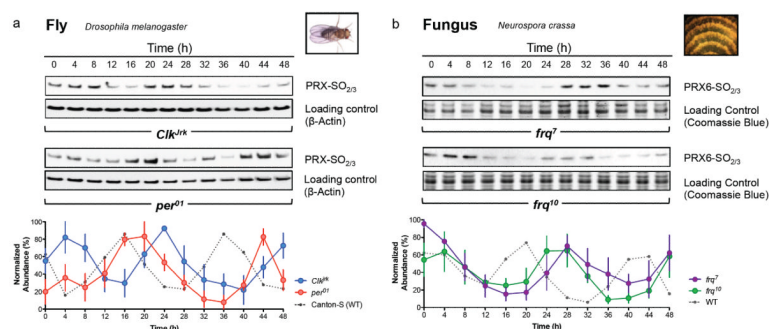 a Fly Drosophila melanogaster
Time (h)
0 4 8 12 16 20 24 28 32 36 40 44 48
PRX-SO2/3
Loading control
(β-Actin)
ClkJrk
PRX-SO2/3
Loading control
(β-Actin)
per01
Normalized
Abundance (%)
100
80
60
40
20
0
Clkjrk
per01
Canton-S (WT)
0 4 8 12 16 20 24 28 32 36 40 44 48
Time (h)
b Fungus Neurospora crassa
Time (h)
0 4 8 12 16 20 24 28 32 36 40 44 48
PRX6-SO2/3
Loading Control
(Coomassie Blue)
frq7
PRX6-SO2/3
Loading Control
(Coomassie Blue)
frq10
Normalized
Abundance (%)
100
80
60
40
20
0
frq7
frq10
WT
0 4 8 12 16 20 24 28 32 36 40 44 48
Time (h)